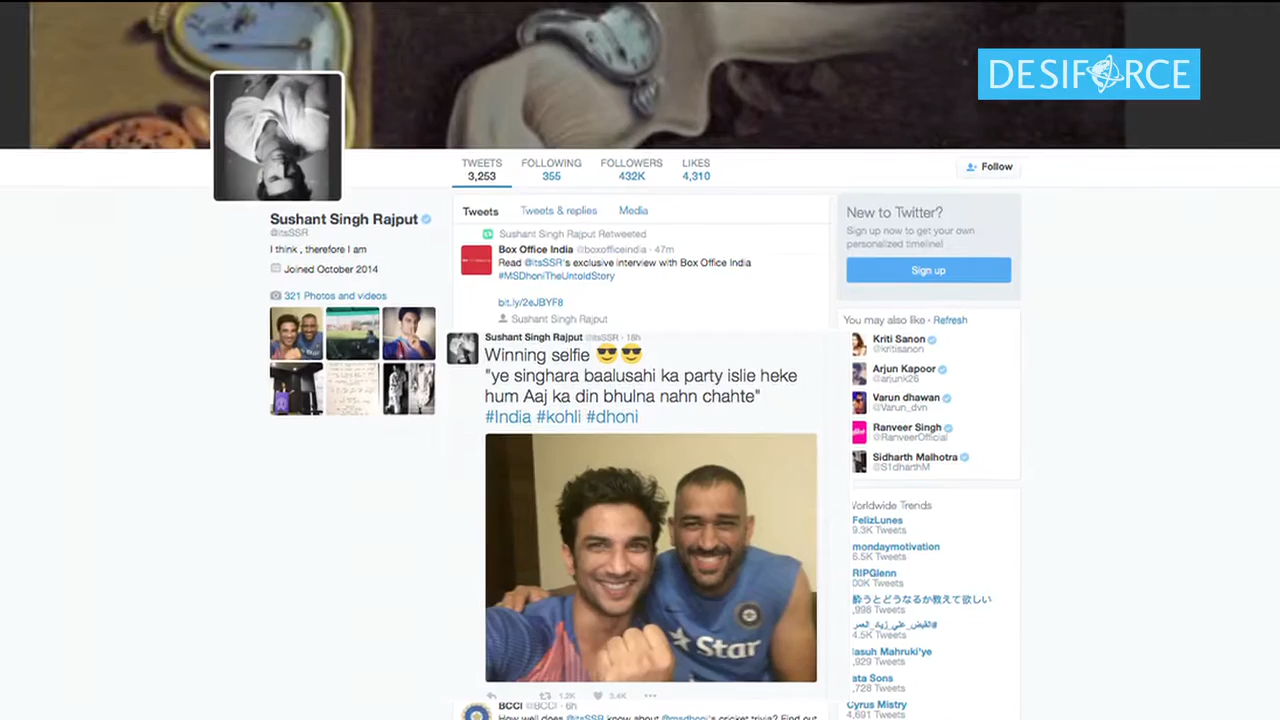 DESIFORCE
TWEETS
3,253
FOLLOWING
355
FOLLOWERS
432K
LIKES
4,310
Follow
Sushant Singh Rajput
@itsSSR
I think , therefore I am
Joined October 2014
321 Photos and videos
Tweets
Tweets & replies
Media
Sushant Singh Rajput Retweeted
Box Office India @boxofficeindia · 47m
Read @itsSSR's exclusive interview with Box Office India
#MSDhoniTheUntoldStory
bit.ly/2eJBYF8
Sushant Singh Rajput
Sushant Singh Rajput @itsSSR · 18h
Winning selfie 😎😎
"ye singhara baalusahi ka party islie heke
hum Aaj ka din bhulna nahn chahte"
#India #kohli #dhoni
Star
1.2K
3.4K
BCCI @BCCI · 6h
How well does @itsSSR know about @msdhoni's cricket trivia? Find out
New to Twitter?
Sign up now to get your own
personalized timeline!
Sign up
You may also like · Refresh
Kriti Sanon
@kritisanon
Arjun Kapoor
@arjunk26
Varun dhawan
@Varun_dvn
Ranveer Singh
@RanveerOfficial
Sidharth Malhotra
@S1dharthM
Worldwide Trends
FelizLunes
9.3K Tweets
mondaymotivation
6.5K Tweets
RIPGlenn
00K Tweets
酔うとどうなるか教えて欲しい
,998 Tweets
4.5K Tweets
asuh Mahruki'ye
,929 Tweets
ata Sons
,728 Tweets
Cyrus Mistry
4,691 Tweets